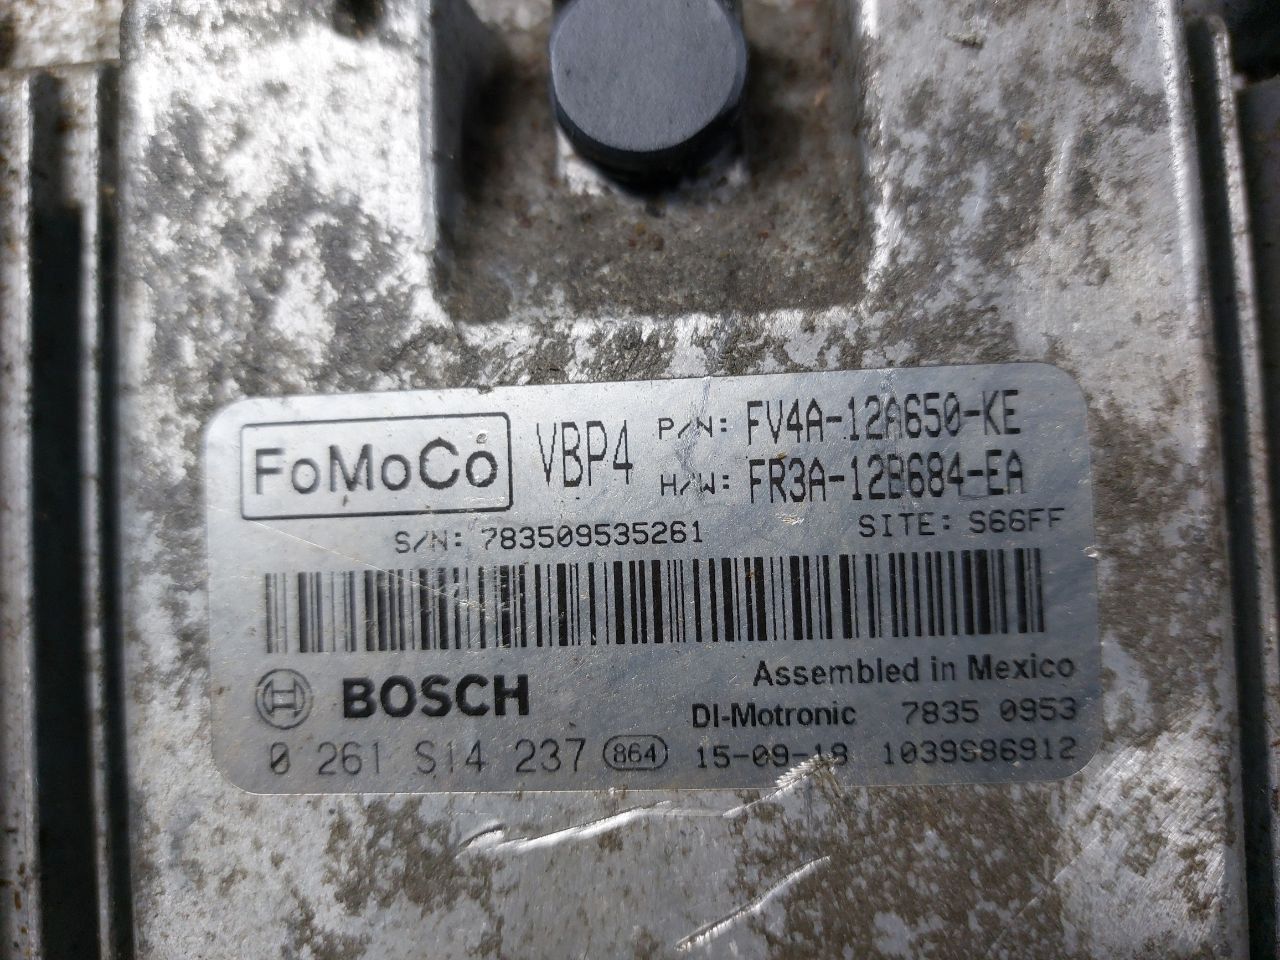 FoMoCo VBP4 P/N: FV4A-12A650-KE
H/W: FR3A-12B684-EA
S/N: 783509535261 SITE: S66FF
Assembled in Mexico
BOSCH DI-Motronic 7835 0953
0 261 S14 237 864 15-09-18 1039S86912